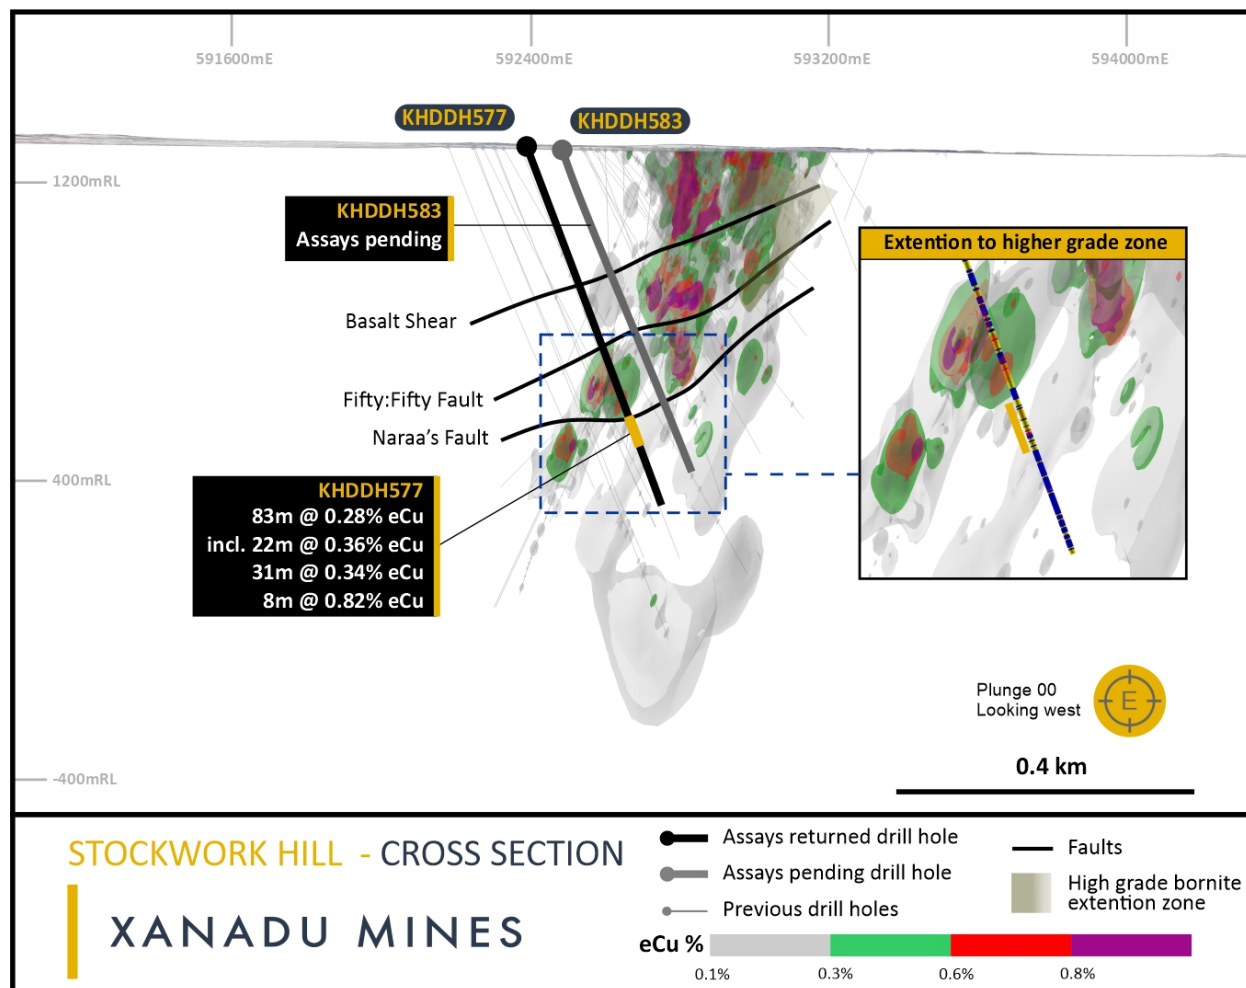 591600mE
592400mE
593200mE
594000mE
KHDDH577
KHDDH583
1200mRL
KHDDH583
Assays pending
Extention to higher grade zone
Basalt Shear
Fifty:Fifty Fault
Naraa's Fault
400mRL
KHDDH577
83m @ 0.28% eCu
incl. 22m @ 0.36% eCu
31m @ 0.34% eCu
8m @ 0.82% eCu
Plunge 00
Looking west
E
0.4 km
-400mRL
STOCKWORK HILL - CROSS SECTION
XANADU MINES
Assays returned drill hole
Assays pending drill hole
Previous drill holes
Faults
High grade bornite
extention zone
eCu %
0.1%
0.3%
0.6%
0.8%